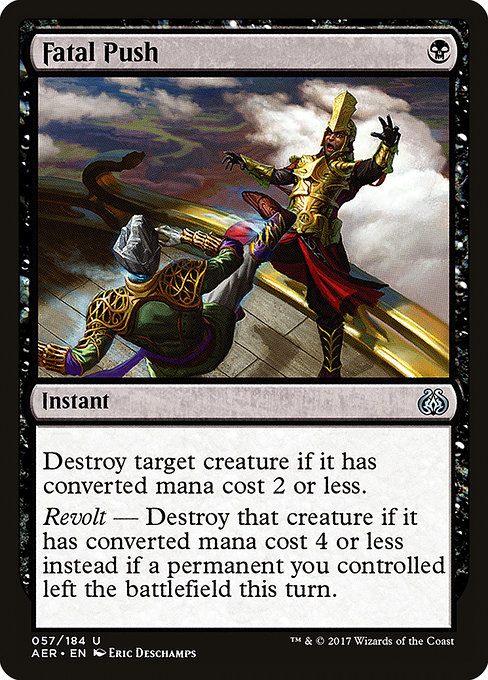 Fatal Push
Instant
Destroy target creature if it has
converted mana cost 2 or less.
Revolt — Destroy that creature if it
has converted mana cost 4 or less
instead if a permanent you controlled
left the battlefield this turn.
057/184 U
™ & © 2017 Wizards of the Coast
AER • EN Eric Deschamps